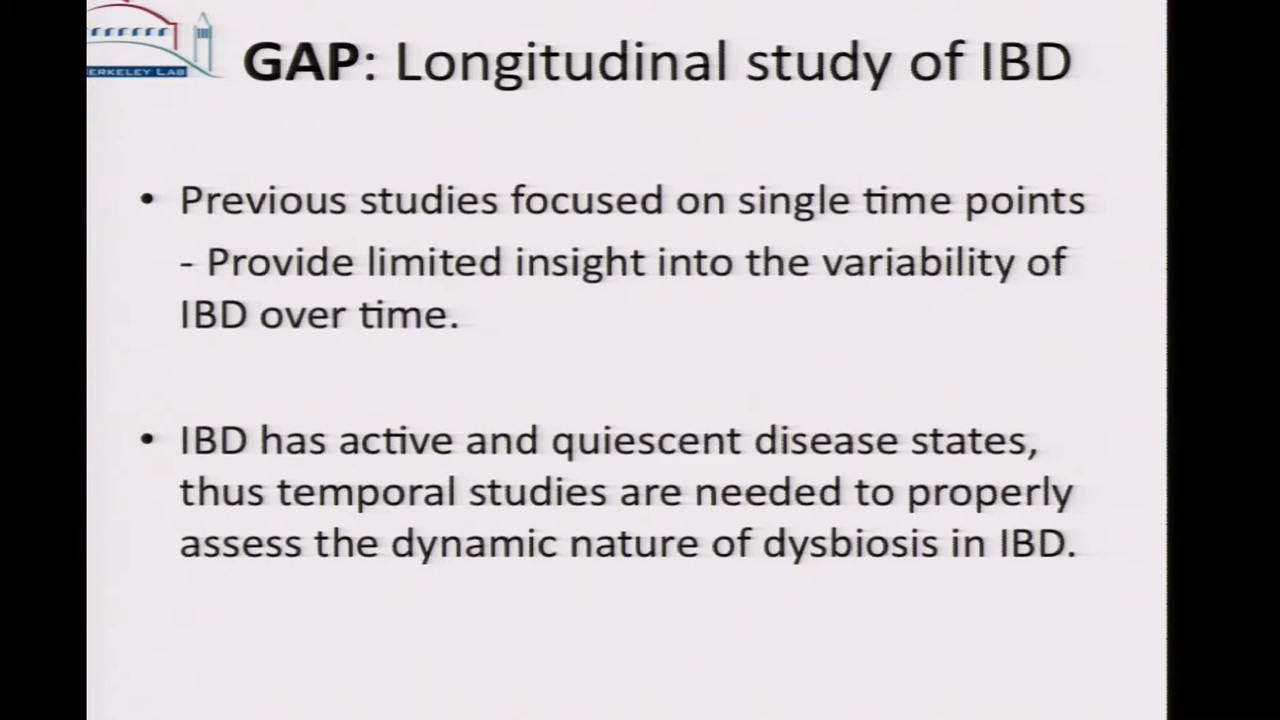 GAP: Longitudinal study of IBD
ERKELEY LAB
• Previous studies focused on single time points
- Provide limited insight into the variability of
IBD over time.
• IBD has active and quiescent disease states,
thus temporal studies are needed to properly
assess the dynamic nature of dysbiosis in IBD.